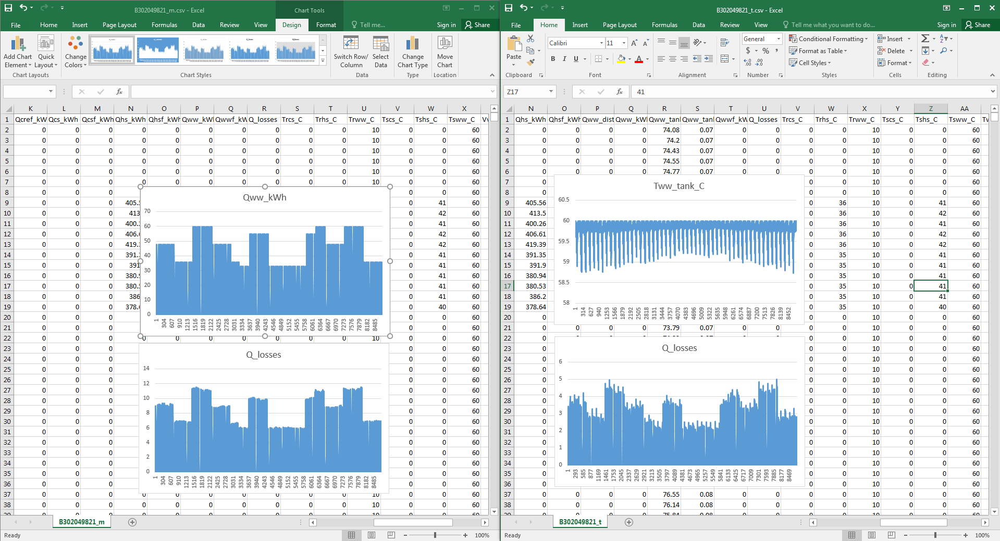 B302049821_m.csv - Excel
Chart Tools
File Home Insert Page Layout Formulas Data Review View Design Format Tell me... Sign in Share
Add Chart Element Quick Layout Change Colors Switch Row/ Column Select Data Change Chart Type Move Chart
Chart Layouts Chart Styles Data Type Location
fx
K L M N O P Q R S T U V W X
1 Qcref_kW Qcs_kWh Qcsf_kWh Qhs_kWh Qhsf_kWh Qww_kWl Qwwf_kW Q_losses Trcs_C Trhs_C Trww_C Tscs_C Tshs_C Tsww_C
2 0 0 0 0 0 0 0 0 0 0 10 0 0 60
3 0 0 0 0 0 0 0 0 0 0 10 0 0 60
4 0 0 0 0 0 0 0 0 0 0 10 0 0 60
5 0 0 0 0 0 0 0 0 0 0 10 0 0 60
6 0 0 0 0 0 0 0 0 0 0 10 0 0 60
7 0 0 0 0 0 0 0 0 0 0 10 0 0 60
8 0 0 0 0 0 60
9 0 0 0 405.5 0 41 60
10 0 0 0 413 0 42 60
11 0 0 0 400.2 0 41 60
12 0 0 0 406.6 0 42 60
13 0 0 0 419.3 0 42 60
14 0 0 0 391.3 0 41 60
15 0 0 0 391 0 41 60
16 0 0 0 380.9 0 41 60
17 0 0 0 380.5 0 41 60
18 0 0 0 386 0 41 60
19 0 0 0 378.6 0 40 60
20 0 0 0 0 0 60
21 0 0 0 0 0 60
22 0 0 0 0 0 0 0 0 0 0 10 0 0 60
23 0 0 0 0 0 60
24 0 0 0 0 0 60
25 0 0 0 0 0 60
26 0 0 0 0 0 60
27 0 0 0 0 0 60
28 0 0 0 0 0 60
29 0 0 0 0 0 60
30 0 0 0 0 0 60
31 0 0 0 0 0 60
32 0 0 0 0 0 60
33 0 0 0 0 0 60
34 0 0 0 0 0 60
35 0 0 0 0 0 60
36 0 0 0 0 0 60
37 0 0 0 0 0 0 0 0 0 0 10 0 0 60
38 0 0 0 0 0 0 0 0 0 0 10 0 0 60
Qww_kWh
70
60
50
40
30
20
10
0
1 304 607 910 1213 1516 1819 2122 2425 2728 3031 3334 3637 3940 4243 4546 4849 5152 5455 5758 6061 6364 6667 6970 7273 7576 7879 8182 8485
Q_losses
14
12
10
8
6
4
2
0
1 304 607 910 1213 1516 1819 2122 2425 2728 3031 3334 3637 3940 4243 4546 4849 5152 5455 5758 6061 6364 6667 6970 7273 7576 7879 8182 8485
B302049821_m
Ready 100%
B302049821_t.csv - Excel
File Home Insert Page Layout Formulas Data Review View Tell me what you want to do... Sign in Share
Paste Calibri 11 B I U General $ % Conditional Formatting Format as Table Cell Styles Insert Delete Format
Clipboard Font Alignment Number Styles Cells Editing
Z17 fx 41
N O P Q R S T U V W X Y Z AA
1 Qhs_kWh Qhsf_kWh Qww_dist Qww_kWl Qww_tanl Qww_tanl Qwwf_kW Q_losses Trcs_C Trhs_C Trww_C Tscs_C Tshs_C Tsww_C Tw
2 0 0 0 0 74.08 0.07 0 0 0 0 10 0 0 60
3 0 0 0 0 74.2 0.07 0 0 0 0 10 0 0 60
4 0 0 0 0 74.43 0.07 0 0 0 0 10 0 0 60
5 0 0 0 0 74.55 0.07 0 0 0 0 10 0 0 60
6 0 0 0 0 74.77 0.07 0 0 0 0 10 0 0 60
7 0 0 0 10 0 0 60
8 0 0 0 10 0 0 60
9 405.56 0 36 10 0 41 60
10 413.5 0 36 10 0 42 60
11 400.26 0 36 10 0 41 60
12 406.61 0 36 10 0 42 60
13 419.39 0 36 10 0 42 60
14 391.35 0 35 10 0 41 60
15 391.9 0 35 10 0 41 60
16 380.94 0 35 10 0 41 60
17 380.53 0 35 10 0 41 60
18 386.2 0 35 10 0 41 60
19 378.64 0 35 10 0 40 60
20 0 0 0 10 0 0 60
21 0 0 0 0 73.79 0.07 0 0 0 0 10 0 0 60
22 0 0 0 10 0 0 60
23 0 0 0 10 0 0 60
24 0 0 0 10 0 0 60
25 0 0 0 10 0 0 60
26 0 0 0 10 0 0 60
27 0 0 0 10 0 0 60
28 0 0 0 10 0 0 60
29 0 0 0 10 0 0 60
30 0 0 0 10 0 0 60
31 0 0 0 10 0 0 60
32 0 0 0 10 0 0 60
33 0 0 0 10 0 0 60
34 0 0 0 10 0 0 60
35 0 0 0 10 0 0 60
36 0 0 0 10 0 0 60
37 0 0 0 0 76.55 0.08 0 0 0 0 10 0 0 60
38 0 0 0 0 76.14 0.08 0 0 0 0 10 0 0 60
Tww_tank_C
60.5
60
59.5
59
58.5
58
1 314 627 940 1253 1566 1879 2192 2505 2818 3131 3444 3757 4070 4383 4696 5009 5322 5635 5948 6261 6574 6887 7200 7513 7826 8139 8452
Q_losses
6
5
4
3
2
1
0
1 293 585 877 1169 1461 1753 2045 2337 2629 2921 3213 3505 3797 4089 4381 4673 4965 5257 5549 5841 6133 6425 6717 7009 7301 7593 7885 8177 8469
B302049821_t
Ready 100%